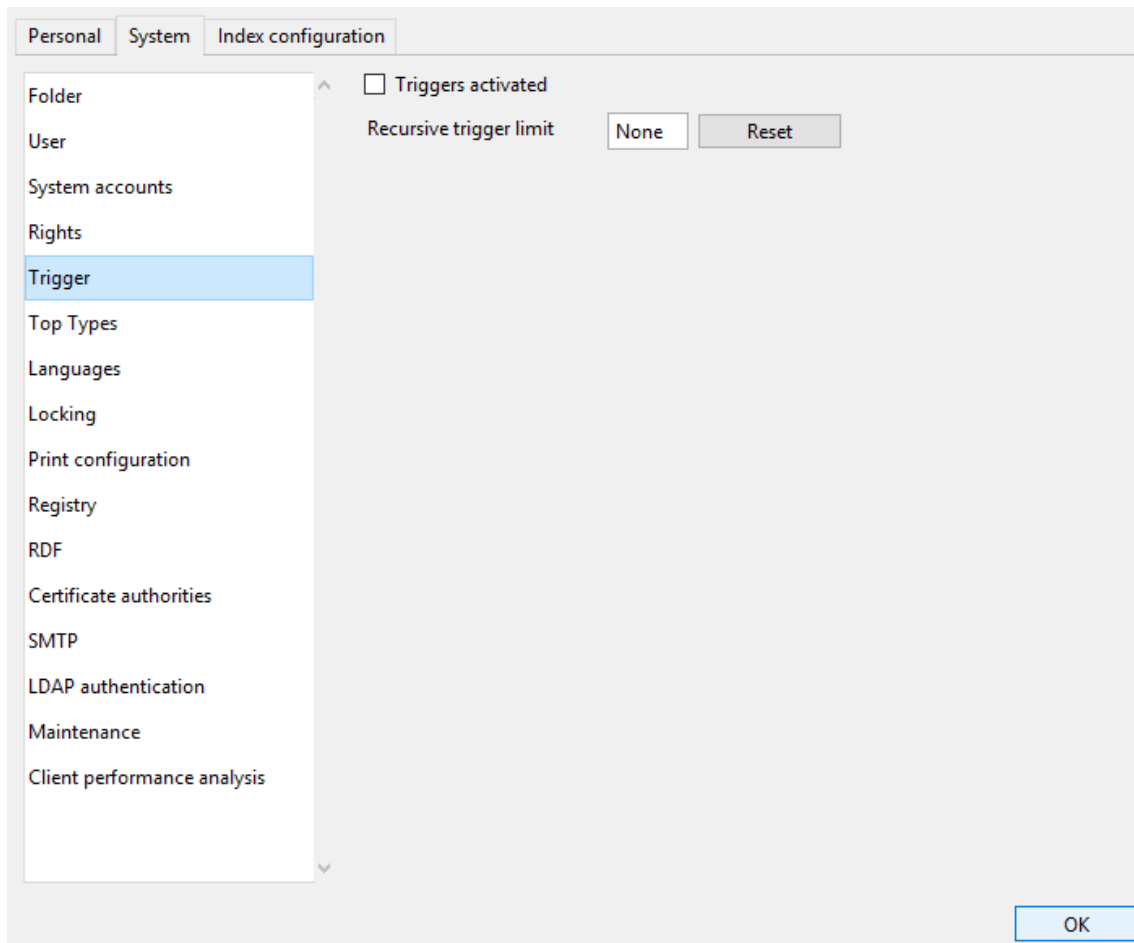 Personal System Index configuration
Folder
User
System accounts
Rights
Trigger
Top Types
Languages
Locking
Print configuration
Registry
RDF
Certificate authorities
SMTP
LDAP authentication
Maintenance
Client performance analysis
Triggers activated
Recursive trigger limit None Reset
OK